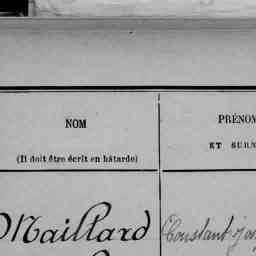 NOM
(Il doit être écrit en bâtarde)
PRÉNOM
ET SURN
Maillard
Constant